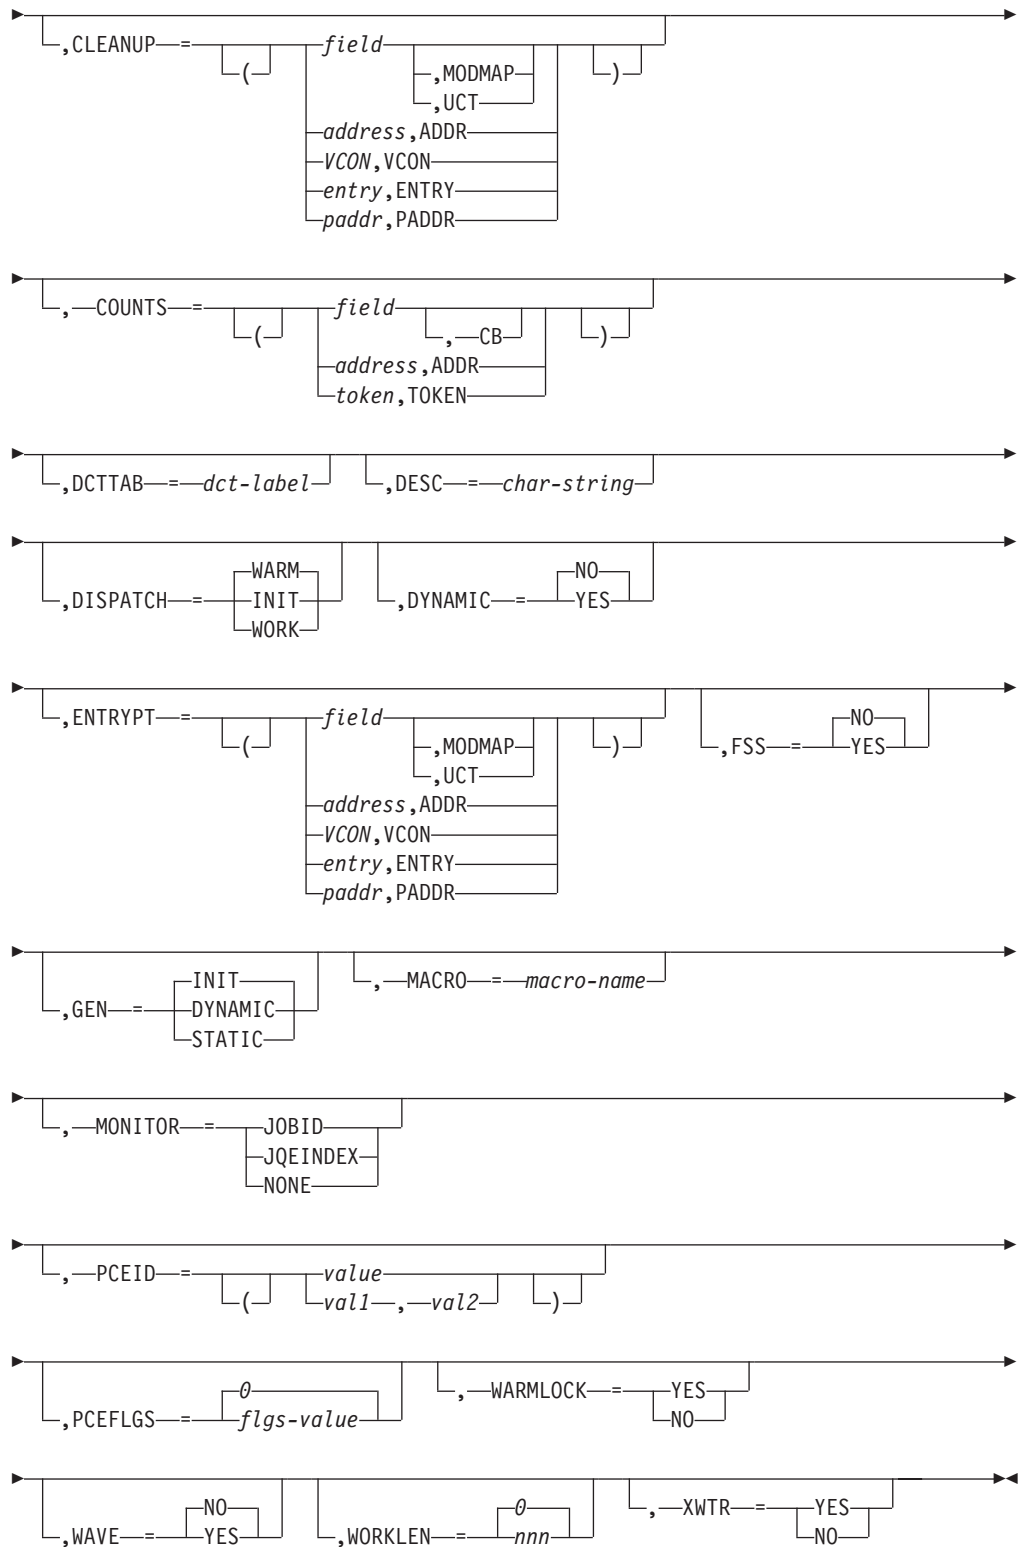 ,CLEANUP = ( field ,MODMAP )
,UCT
address,ADDR
VCON,VCON
entry,ENTRY
paddr,PADDR
, COUNTS = ( field , CB )
address,ADDR
token,TOKEN
,DCTTAB = dct-label ,DESC = char-string
WARM NO
,DISPATCH = INIT ,DYNAMIC = YES
WORK
,ENTRYPT = ( field ,MODMAP ) ,FSS = NO YES
,UCT
address,ADDR
VCON,VCON
entry,ENTRY
paddr,PADDR
INIT , MACRO = macro-name
,GEN = DYNAMIC
STATIC
, MONITOR = JOBID
JQEINDEX
NONE
, PCEID = ( value )
val1 , val2
0 , WARMLOCK = YES
,PCEFLGS = flgs-value NO
NO 0 , XWTR = YES
,WAVE = YES ,WORKLEN = nnn NO